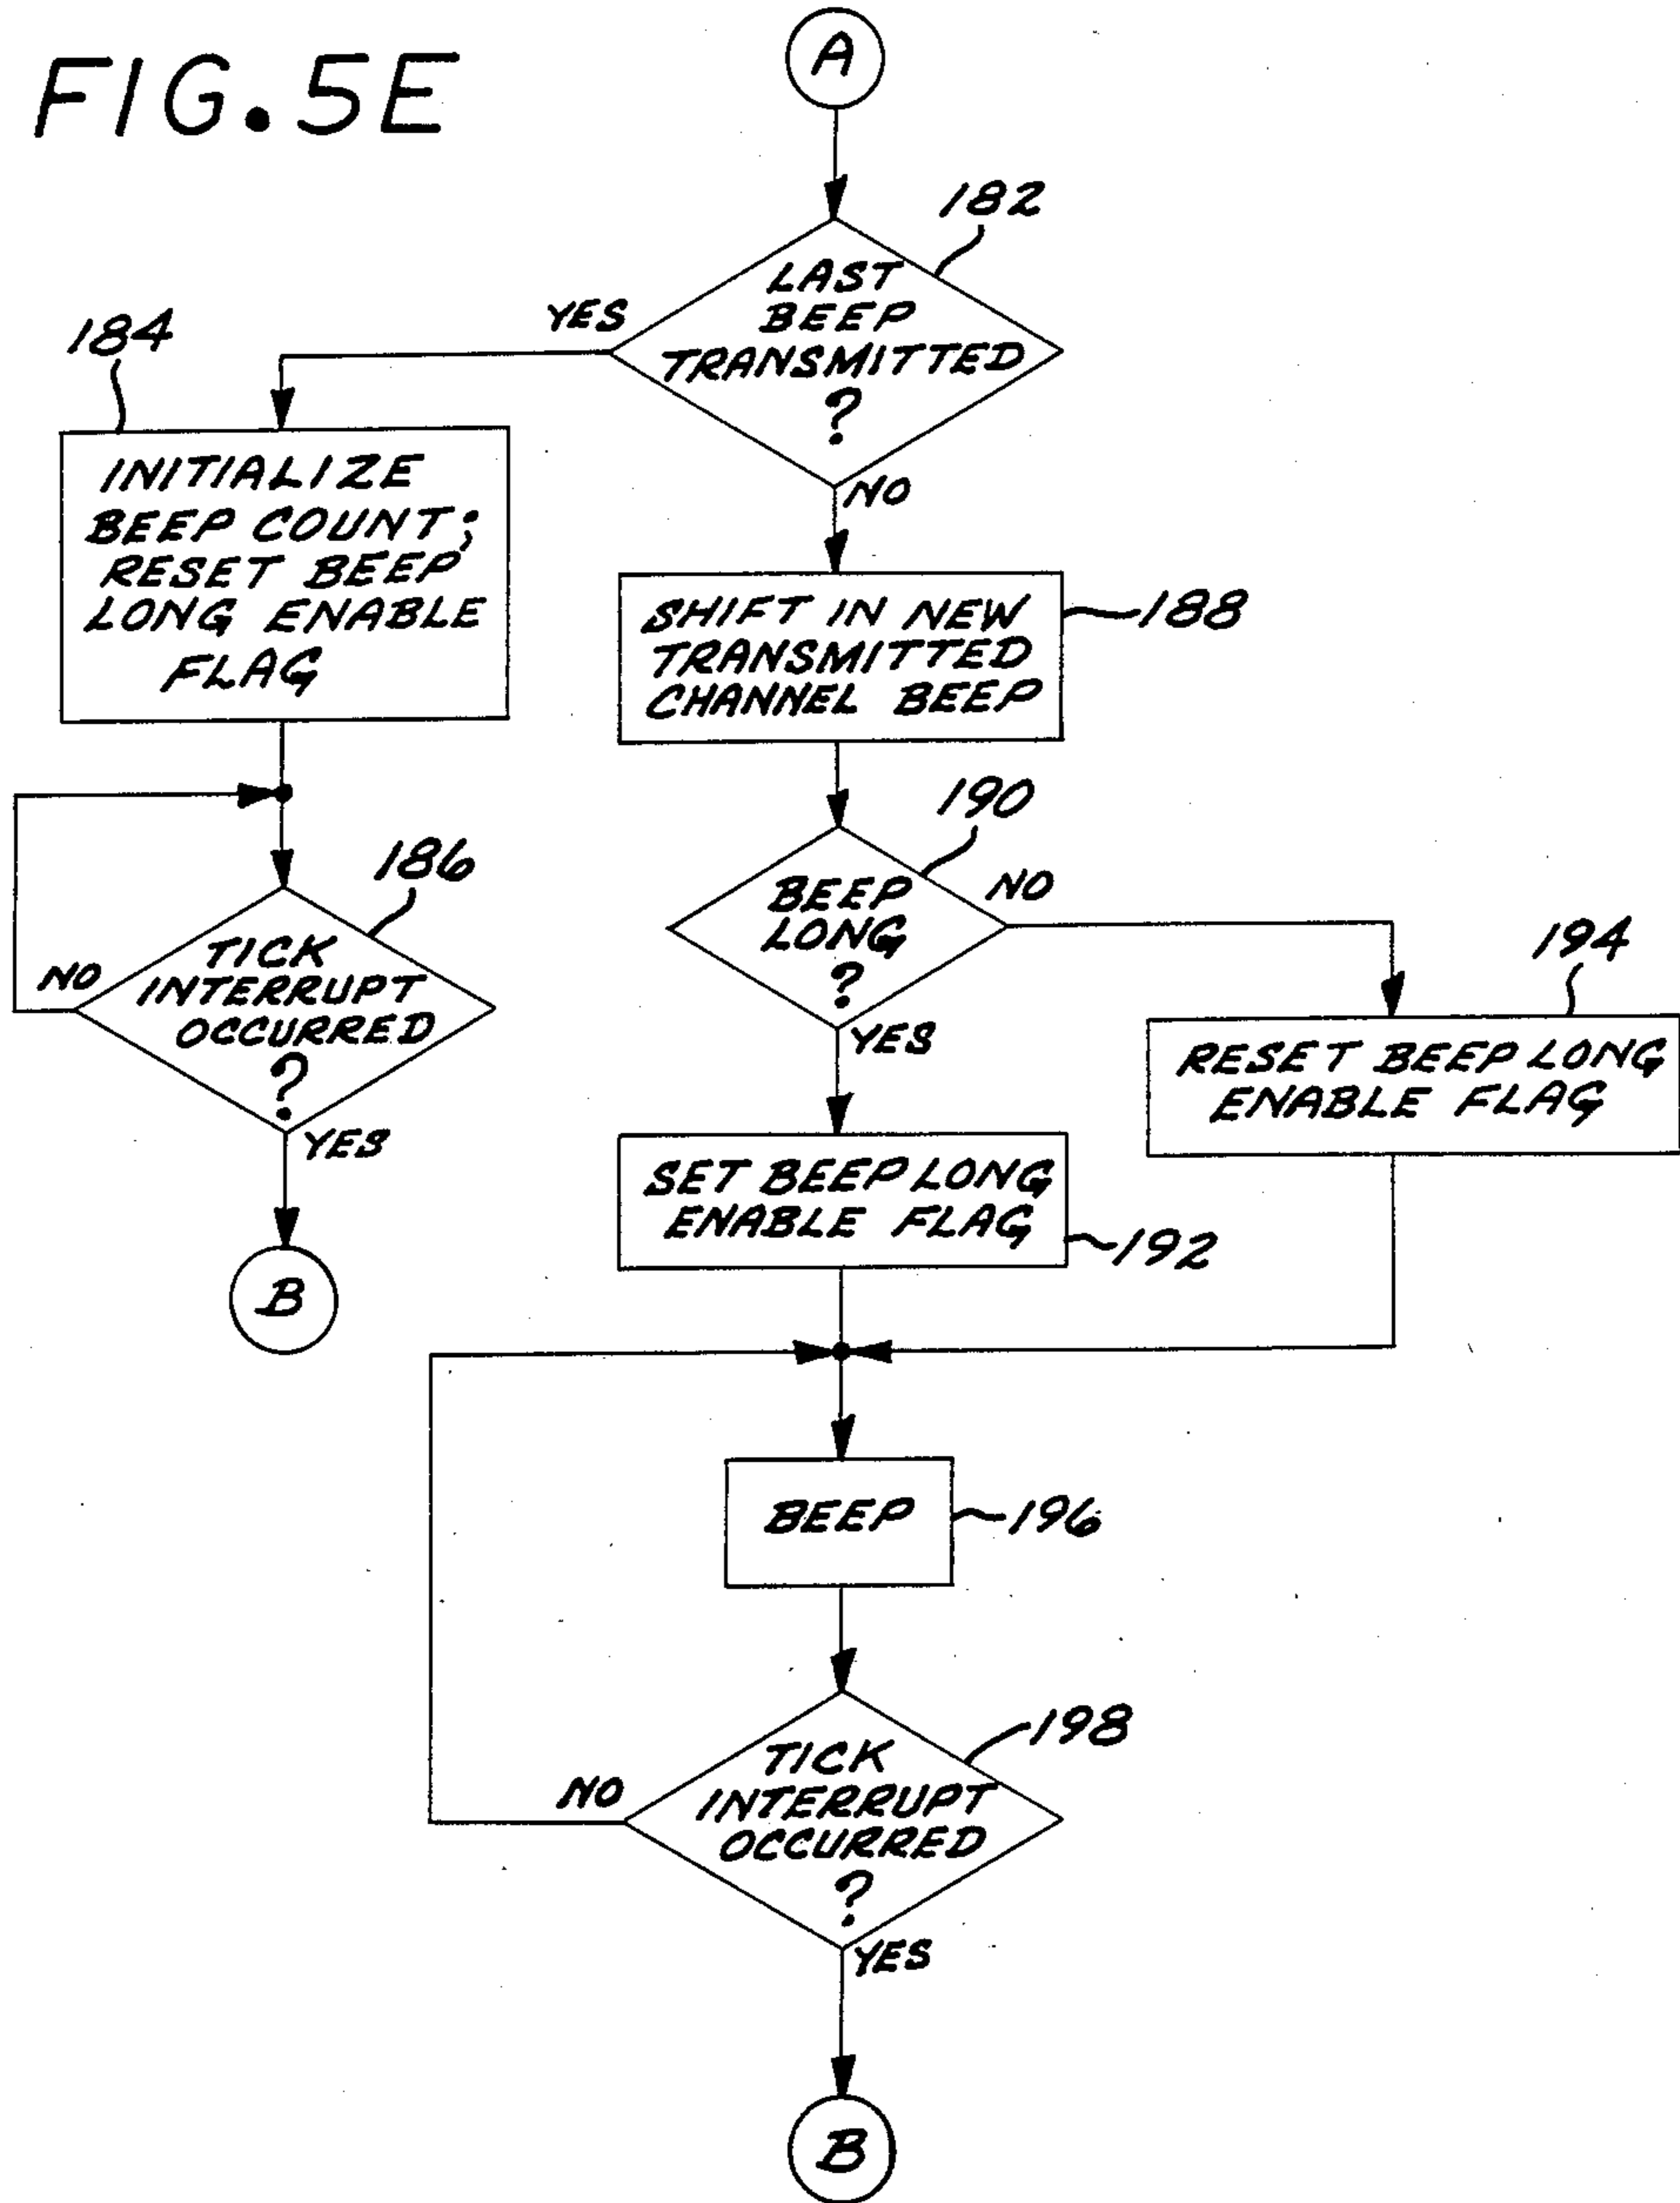 FIG. 5E
A
182
LAST
BEEP
TRANSMITTED
?
YES
NO
184
INITIALIZE
BEEP COUNT;
RESET BEEP
LONG ENABLE
FLAG
186
TICK
INTERRUPT
OCCURRED
?
NO
YES
B
SHIFT IN NEW
TRANSMITTED
CHANNEL BEEP
188
190
BEEP
LONG
?
NO
YES
194
RESET BEEP LONG
ENABLE FLAG
SET BEEP LONG
ENABLE FLAG
192
BEEP
196
198
TICK
INTERRUPT
OCCURRED
?
NO
YES
B